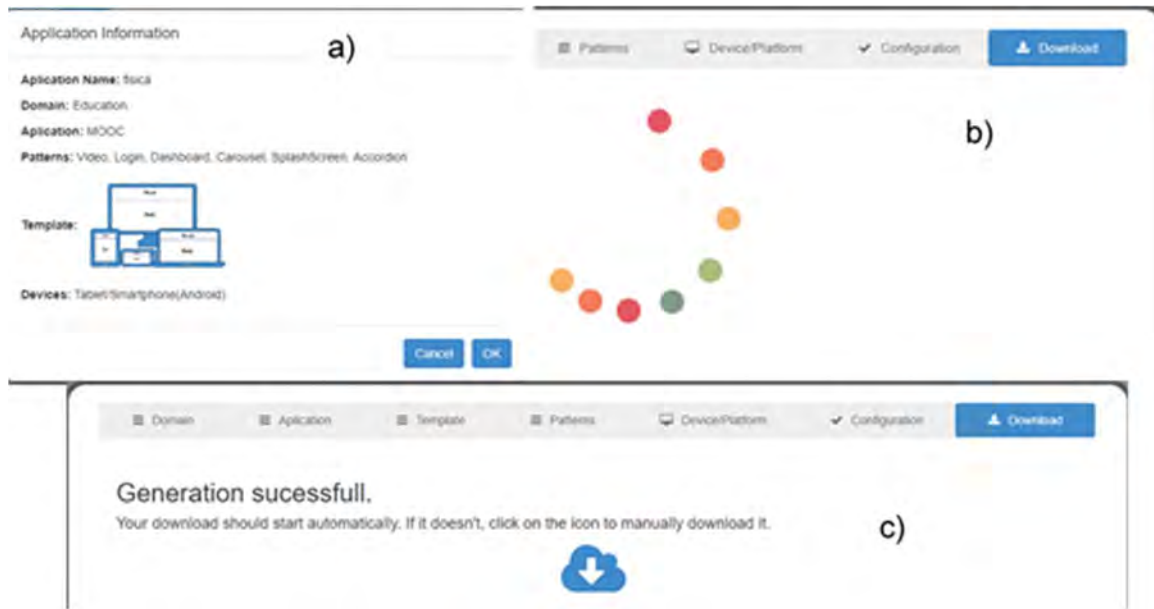 Application Information
a)
Aplication Name: fisica
Domain: Education
Aplication: MOOC
Patterns: Video, Login, Dashboard, Carousel, SplashScreen, Accordion
Template:
Devices: Tablet/Smartphone(Android)
Cancel OK
Patterns Device/Platform Configuration Download
b)
Domain Aplication Template Patterns Device/Platform Configuration Download
Generation sucessfull.
Your download should start automatically. If it doesn't, click on the icon to manually download it.
c)